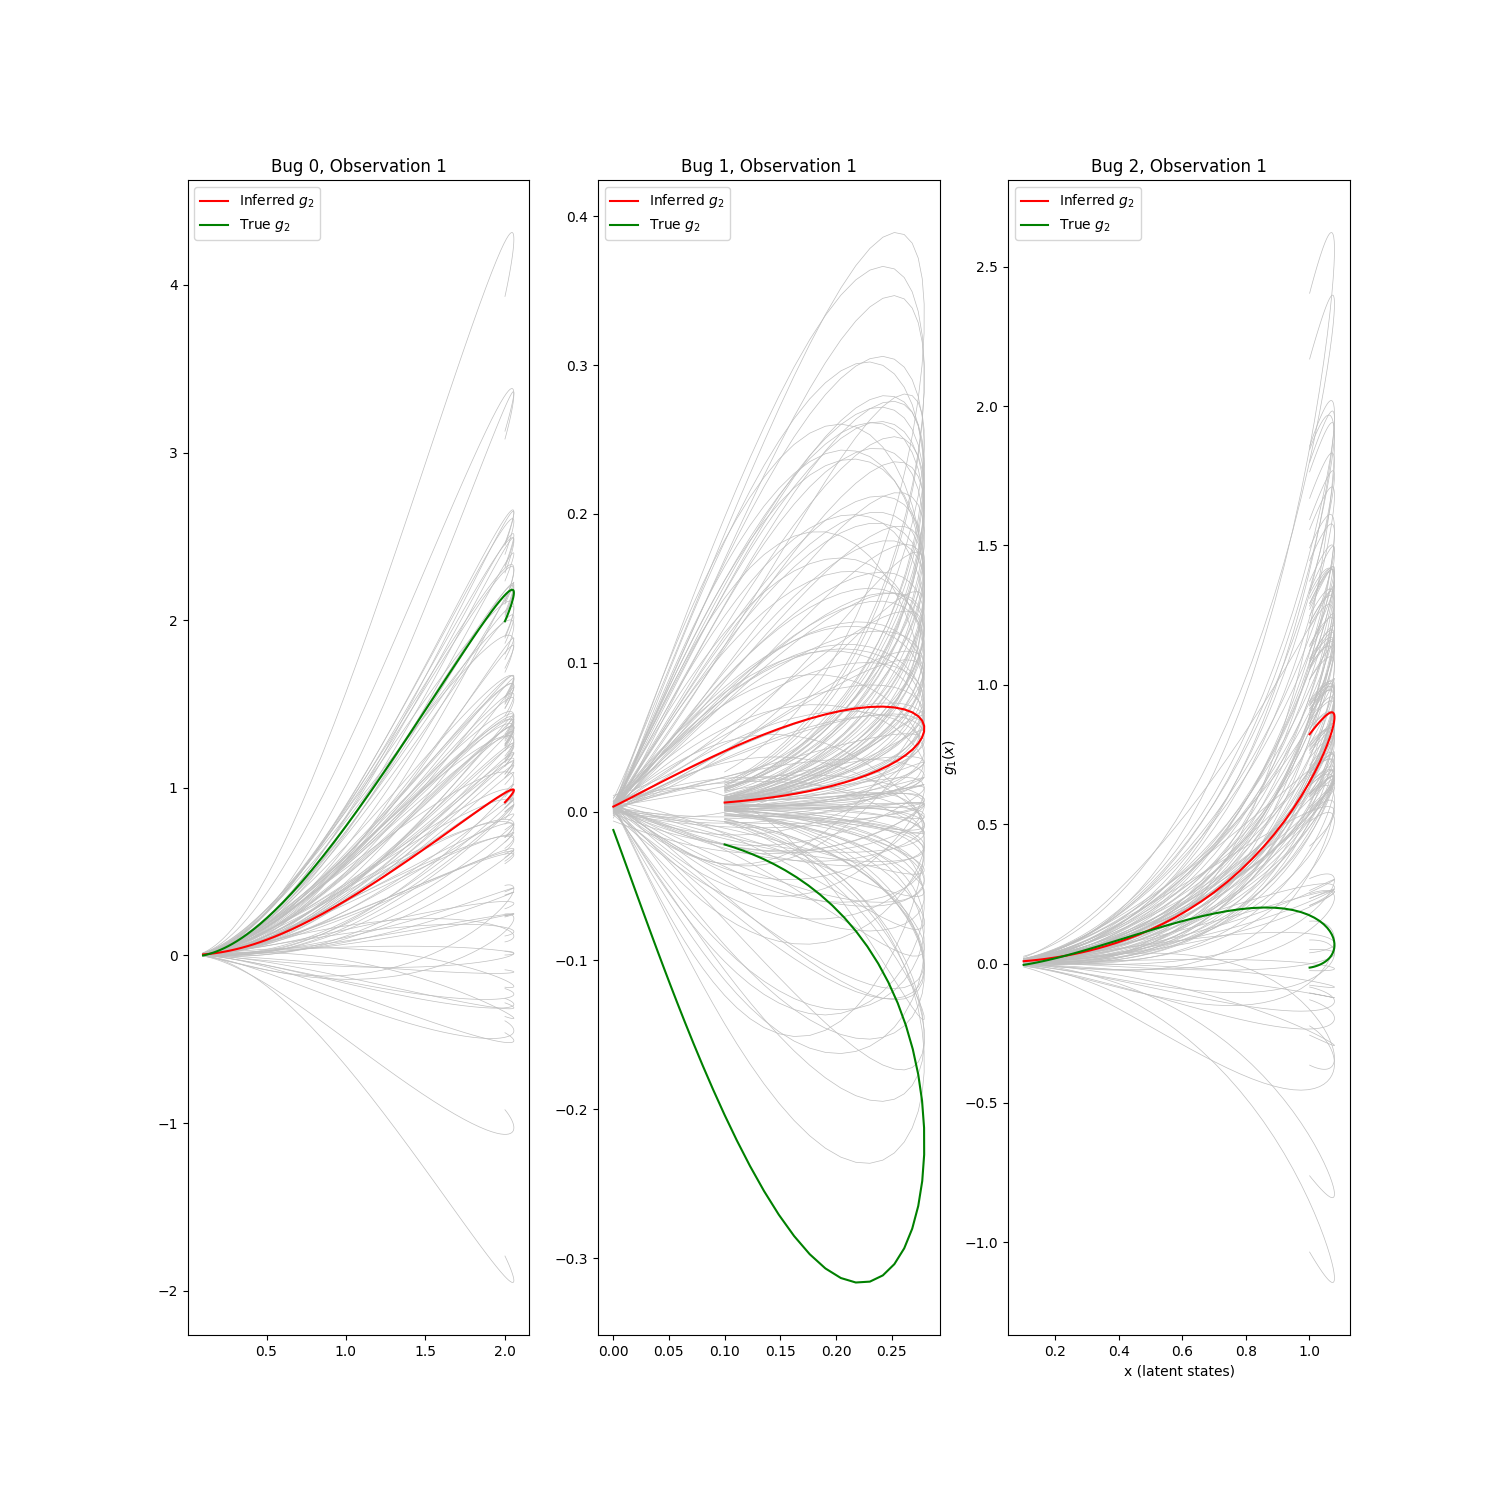 Bug 0, Observation 1
Inferred g₂
True g₂
4
3
2
1
0
−1
−2
0.5 1.0 1.5 2.0
Bug 1, Observation 1
Inferred g₂
True g₂
0.4
0.3
0.2
0.1
0.0
−0.1
−0.2
−0.3
0.00 0.05 0.10 0.15 0.20 0.25
Bug 2, Observation 1
Inferred g₂
True g₂
g₁(x)
2.5
2.0
1.5
1.0
0.5
0.0
−0.5
−1.0
0.2 0.4 0.6 0.8 1.0
x (latent states)